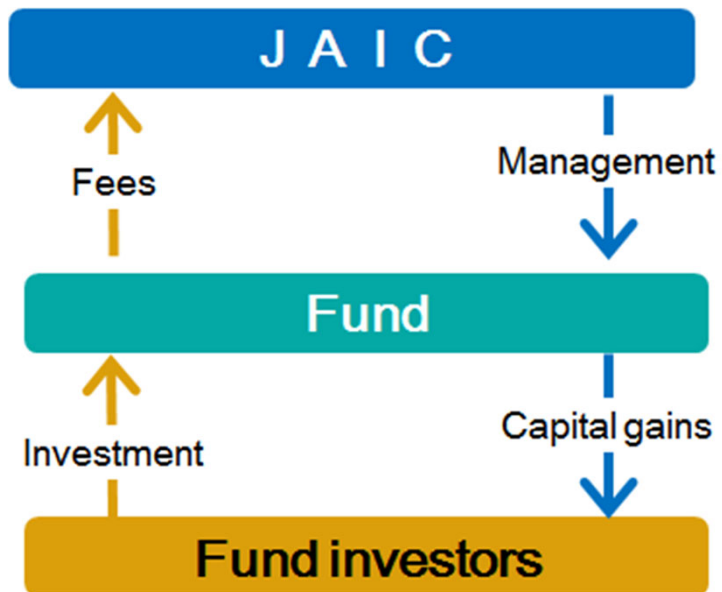 J A I C
Fees
Management
Fund
Investment
Capital gains
Fund investors